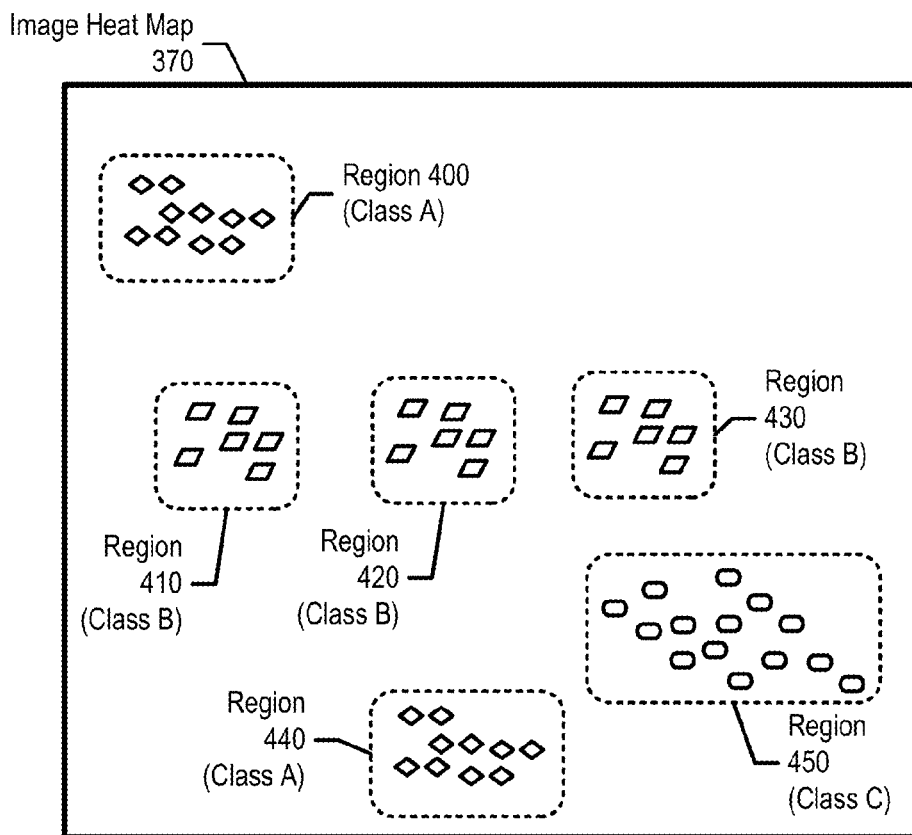 Image Heat Map
370
Region 400
(Class A)
Region
430
(Class B)
Region
410
(Class B)
Region
420
(Class B)
Region
440
(Class A)
Region
450
(Class C)